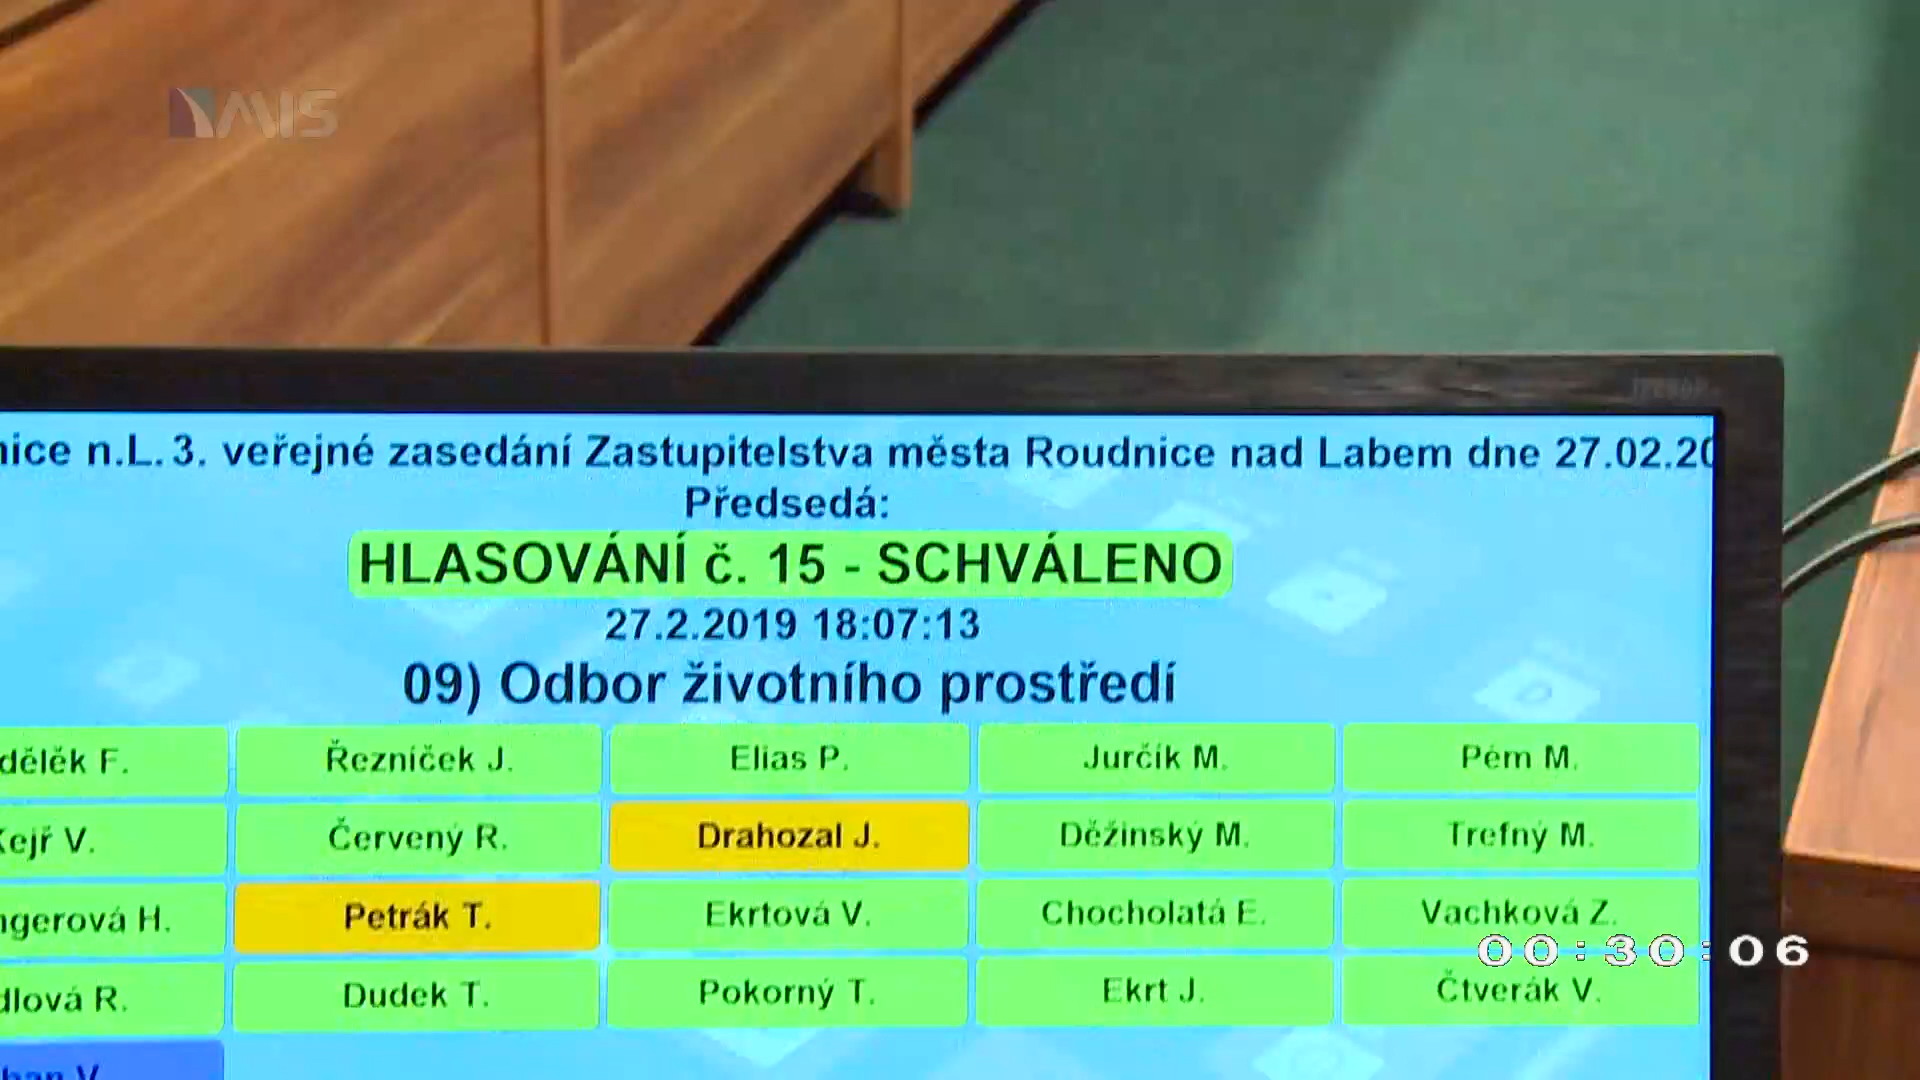 MIS
nice n.L. 3. veřejné zasedání Zastupitelstva města Roudnice nad Labem dne 27.02.20
Předsedá:
HLASOVÁNÍ č. 15 - SCHVÁLENO
27.2.2019 18:07:13
09) Odbor životního prostředí
dělěk F. Řezníček J. Elias P. Jurčík M. Pém M.
Kejř V. Červený R. Drahozal J. Děžinský M. Trefný M.
ngerová H. Petrák T. Ekrtová V. Chocholatá E. Vachková Z.
00:30:06
dlová R. Dudek T. Pokorný T. Ekrt J. Čtverák V.